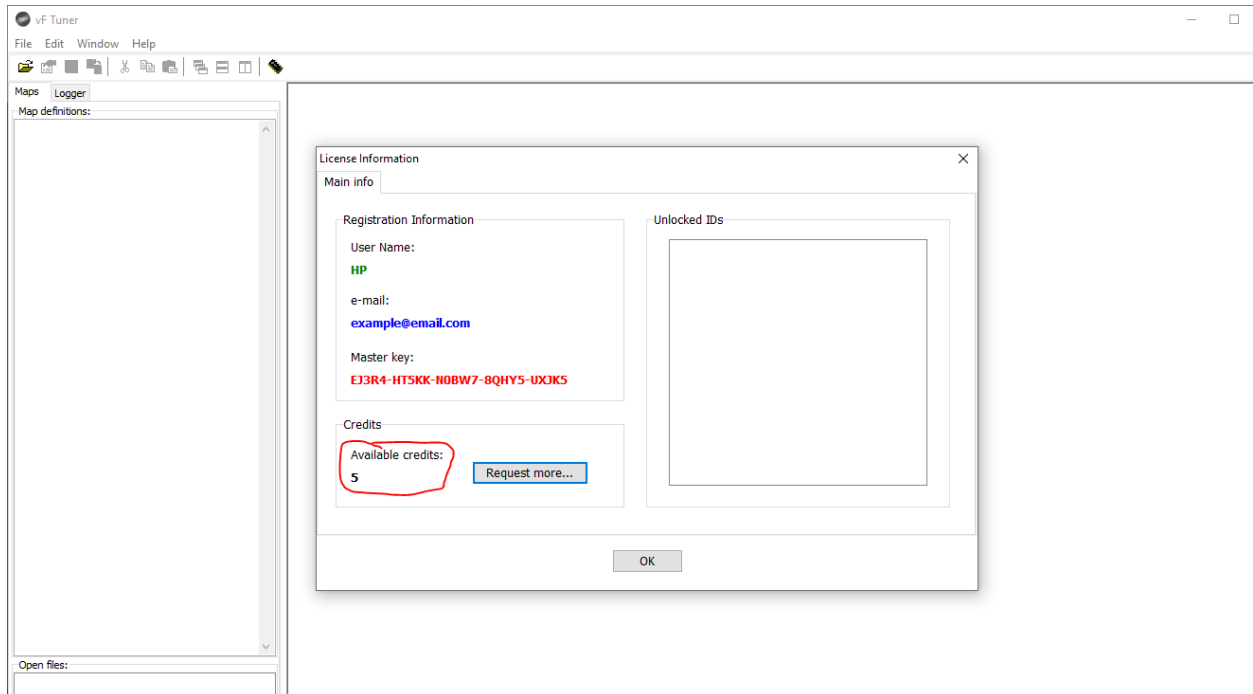 vF Tuner
File Edit Window Help
Maps Logger
Map definitions:
License Information
Main info
Registration Information
User Name:
HP
e-mail:
example@email.com
Master key:
EJ3R4-HT5KK-N0BW7-8QHY5-UXJK5
Credits
Available credits:
5
Request more...
Unlocked IDs
OK
Open files: